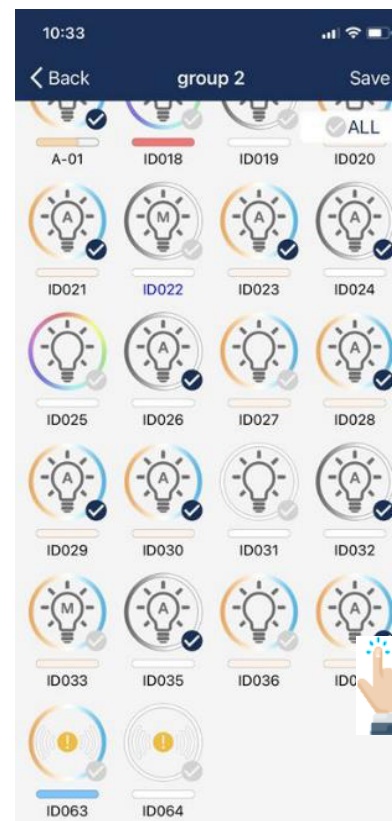 10:33
Back group 2 Save
ALL
A-01 ID018 ID019 ID020
A M A A
ID021 ID022 ID023 ID024
A A
ID025 ID026 ID027 ID028
A A A
ID029 ID030 ID031 ID032
M A A
ID033 ID035 ID036
ID063 ID064